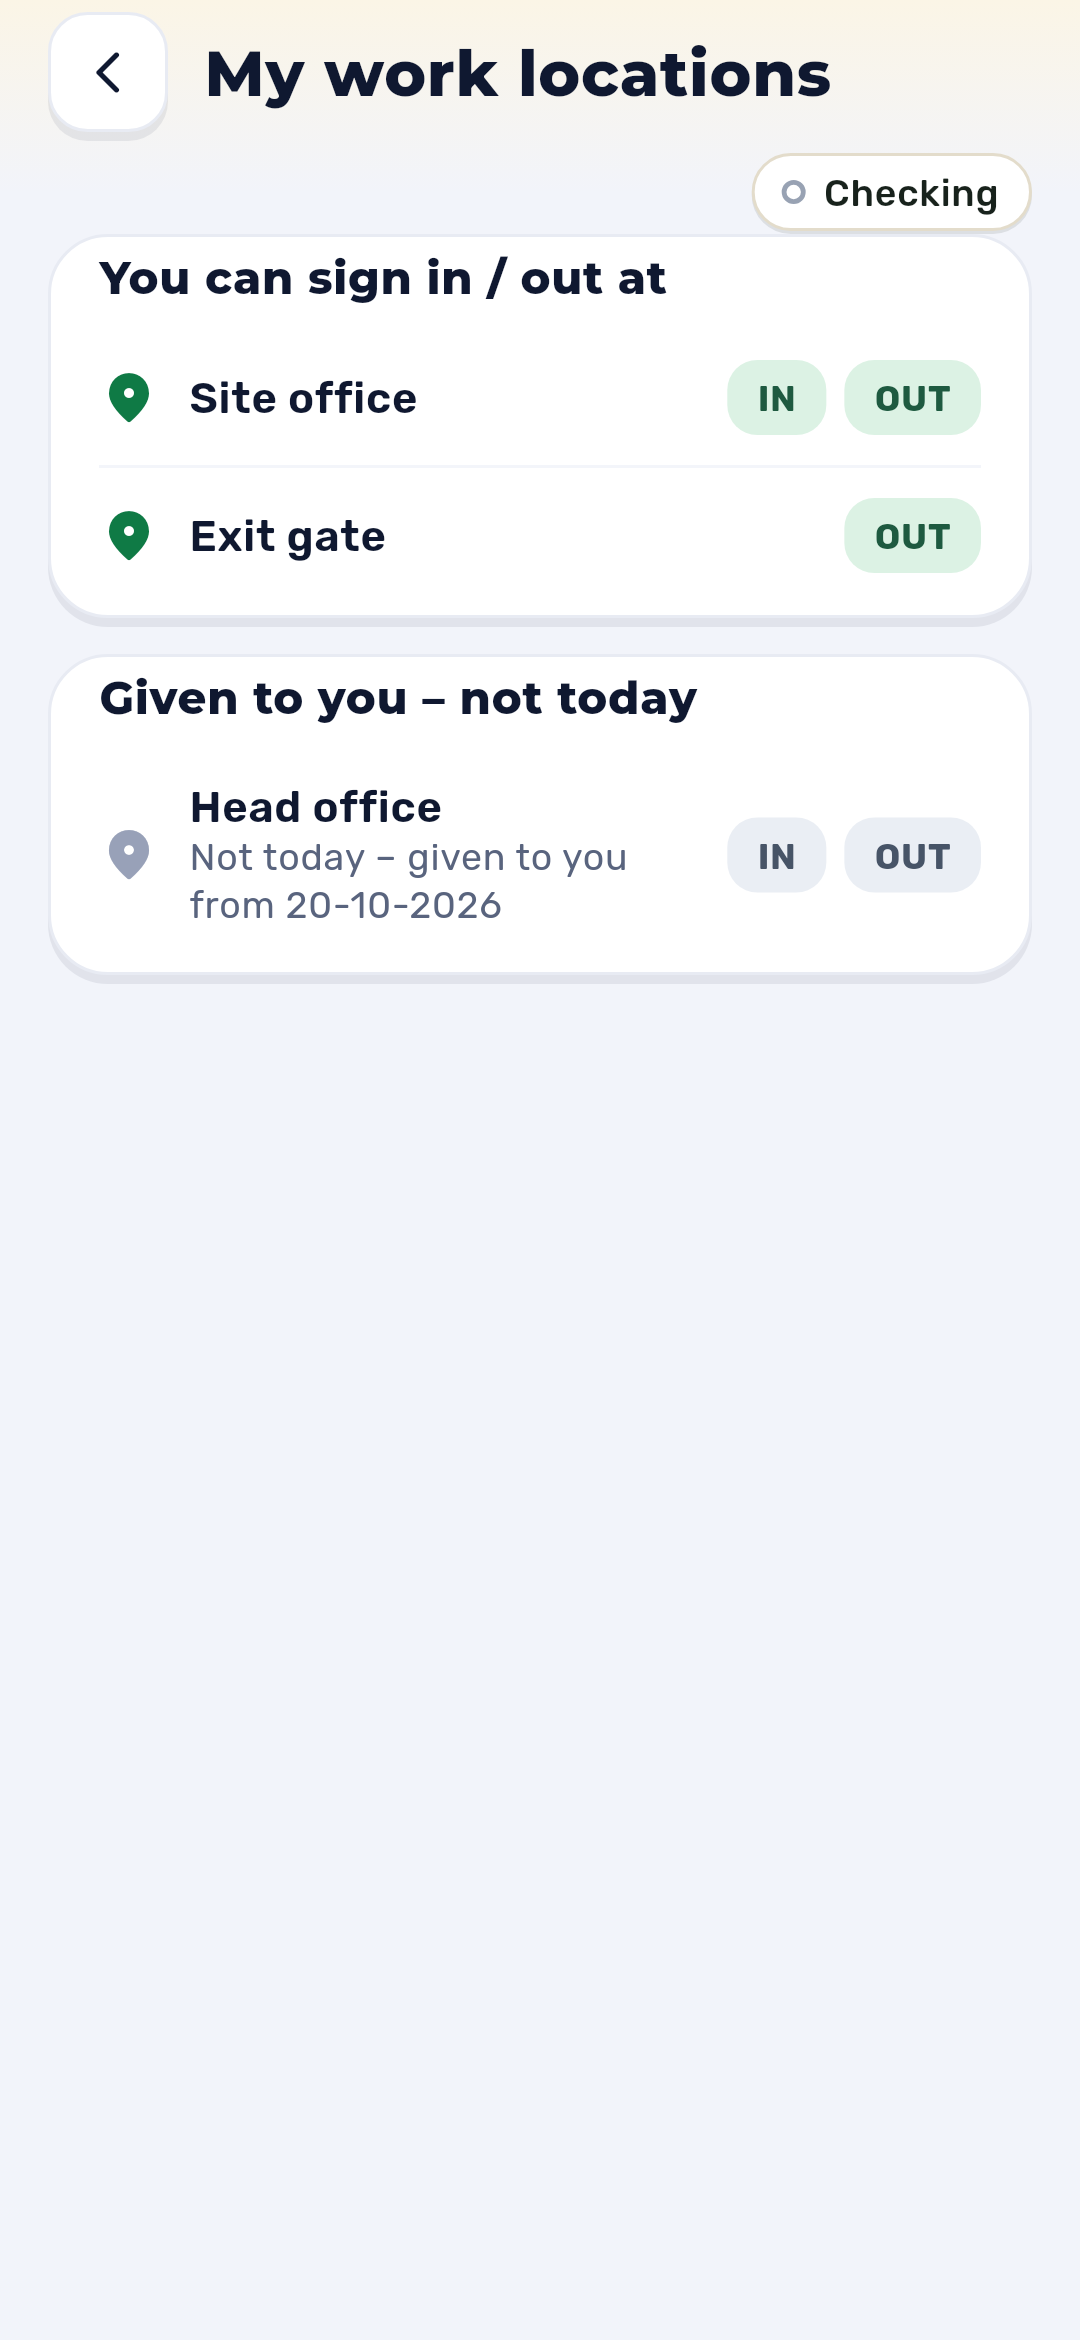 My work locations
Checking
You can sign in / out at
Site office IN OUT
Exit gate OUT
Given to you – not today
Head office
Not today – given to you
from 20-10-2026
IN OUT